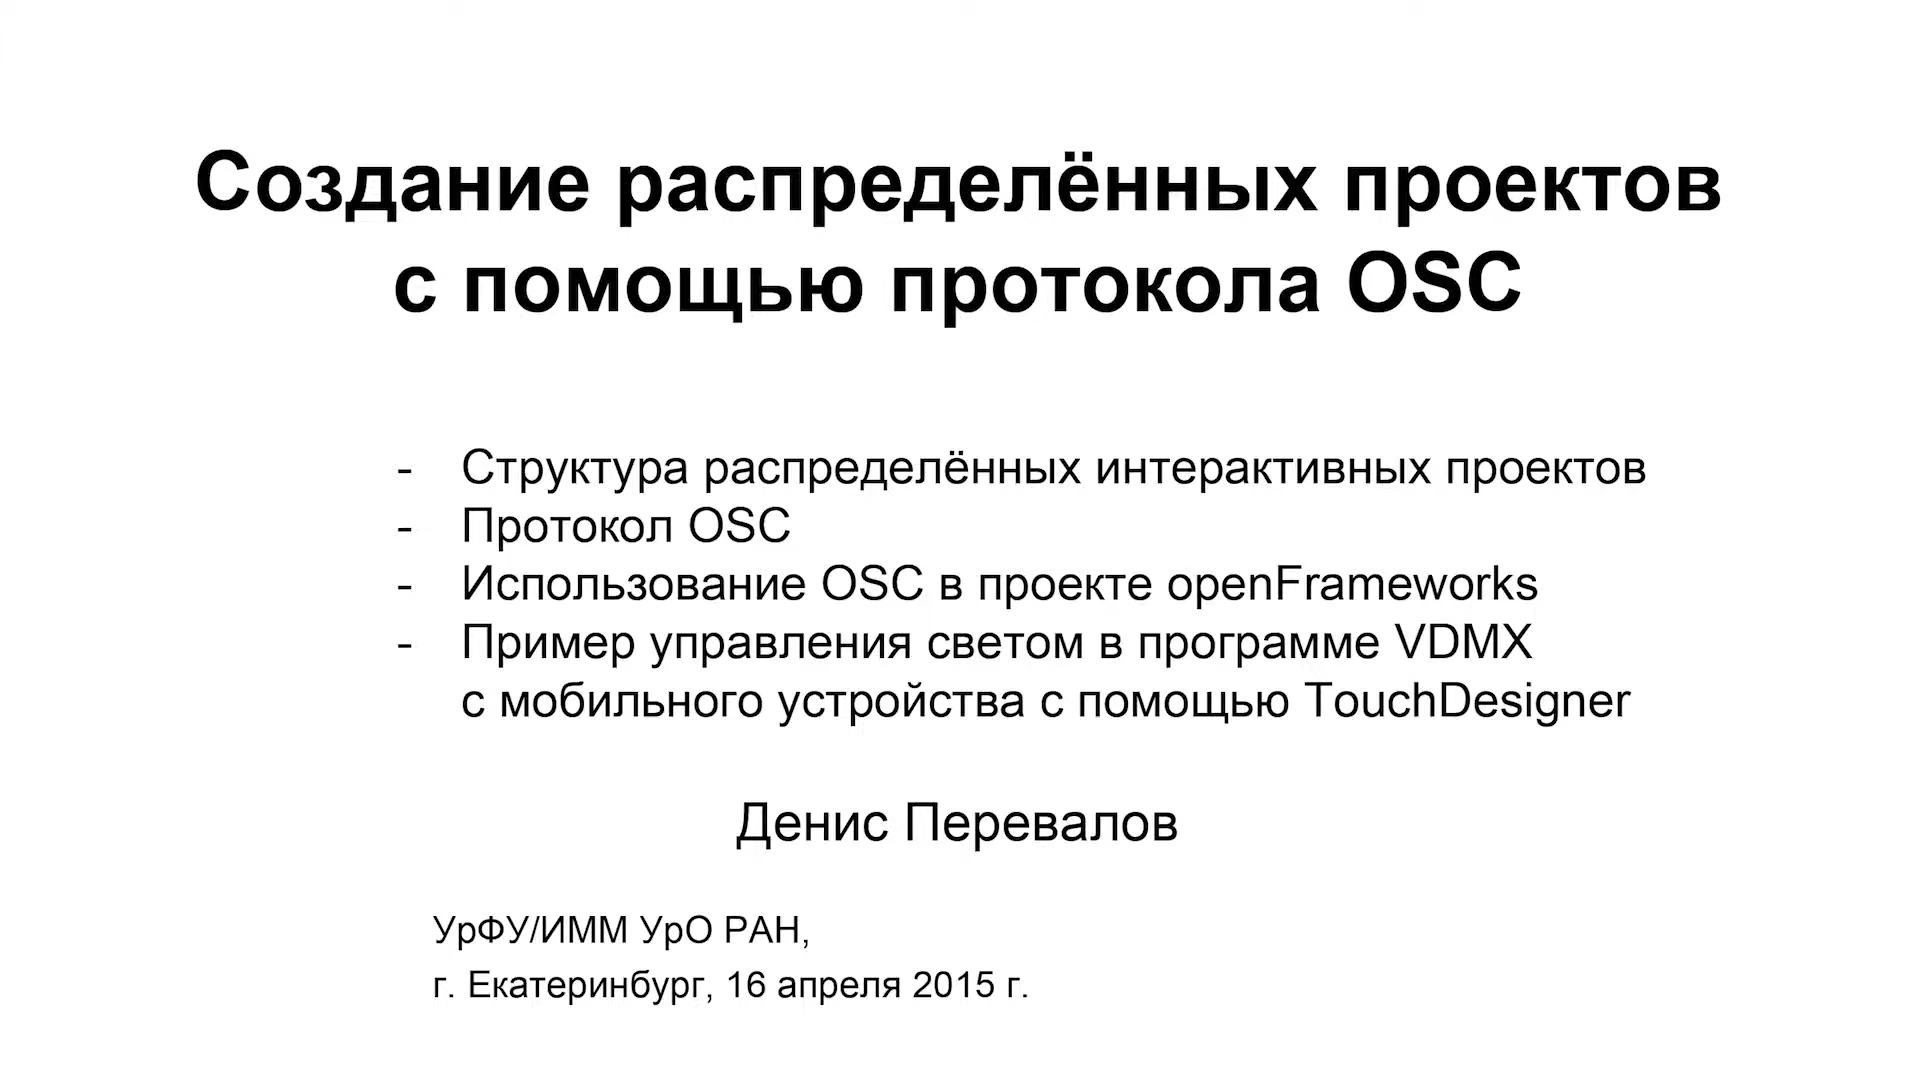 Создание распределённых проектов
с помощью протокола OSC
- Структура распределённых интерактивных проектов
- Протокол OSC
- Использование OSC в проекте openFrameworks
- Пример управления светом в программе VDMX
с мобильного устройства с помощью TouchDesigner
Денис Перевалов
УрФУ/ИММ УрО РАН,
г. Екатеринбург, 16 апреля 2015 г.